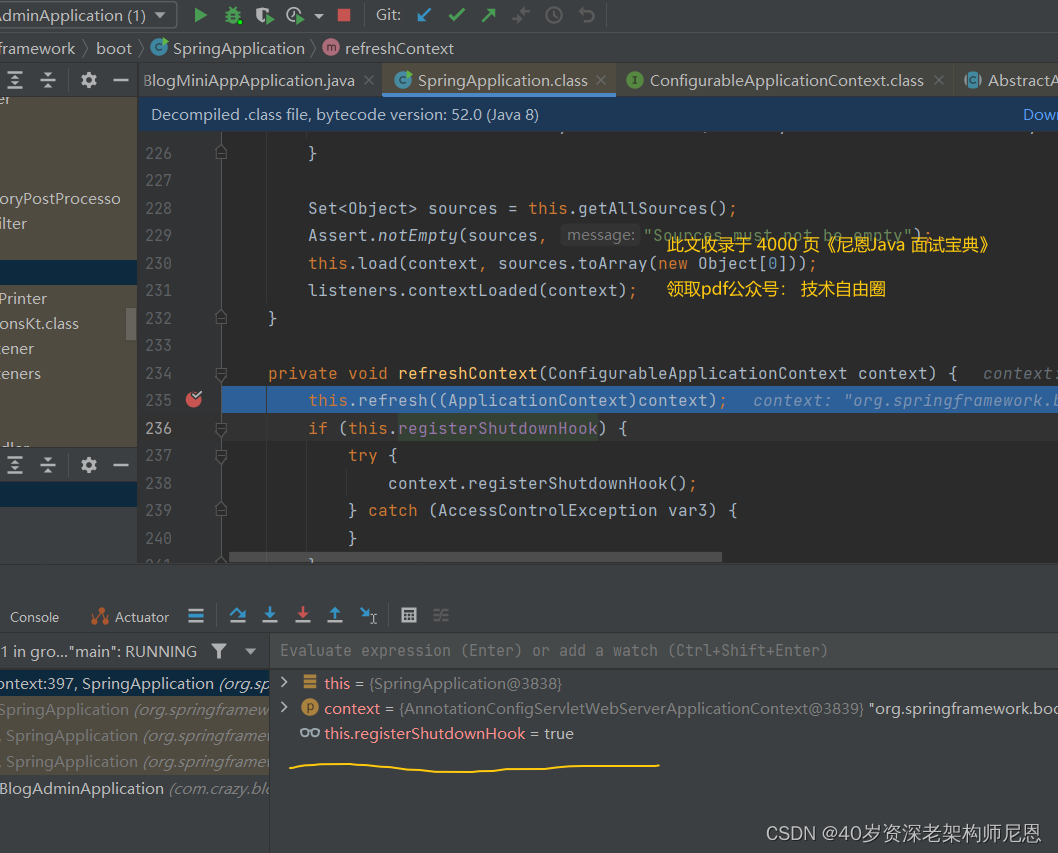 dminApplication (1)
Git:
framework
boot
SpringApplication
refreshContext
BlogMiniAppApplication.java
SpringApplication.class
ConfigurableApplicationContext.class
AbstractA
Decompiled .class file, bytecode version: 52.0 (Java 8)
Dow
oryPostProcesso
ilter
Printer
onsKt.class
tener
teners
226 }
227
228 Set<Object> sources = this.getAllSources();
229 Assert.notEmpty(sources, message: "Sources must not be empty");
此文收录于 4000 页《尼恩Java 面试宝典》
230 this.load(context, sources.toArray(new Object[0]));
231 listeners.contextLoaded(context);
领取pdf公众号： 技术自由圈
232 }
233
234 private void refreshContext(ConfigurableApplicationContext context) { context:
235 this.refresh((ApplicationContext)context); context: "org.springframework.b
236 if (this.registerShutdownHook) {
237 try {
238 context.registerShutdownHook();
239 } catch (AccessControlException var3) {
240 }
Console
Actuator
1 in gro..."main": RUNNING
Evaluate expression (Enter) or add a watch (Ctrl+Shift+Enter)
ontext:397, SpringApplication (org.sp
SpringApplication (org.springframew
, SpringApplication (org.springframe
, SpringApplication (org.springframe
BlogAdminApplication (com.crazy.bl
this = {SpringApplication@3838}
context = {AnnotationConfigServletWebServerApplicationContext@3839} "org.springframework.boo
this.registerShutdownHook = true
CSDN @40岁资深老架构师尼恩